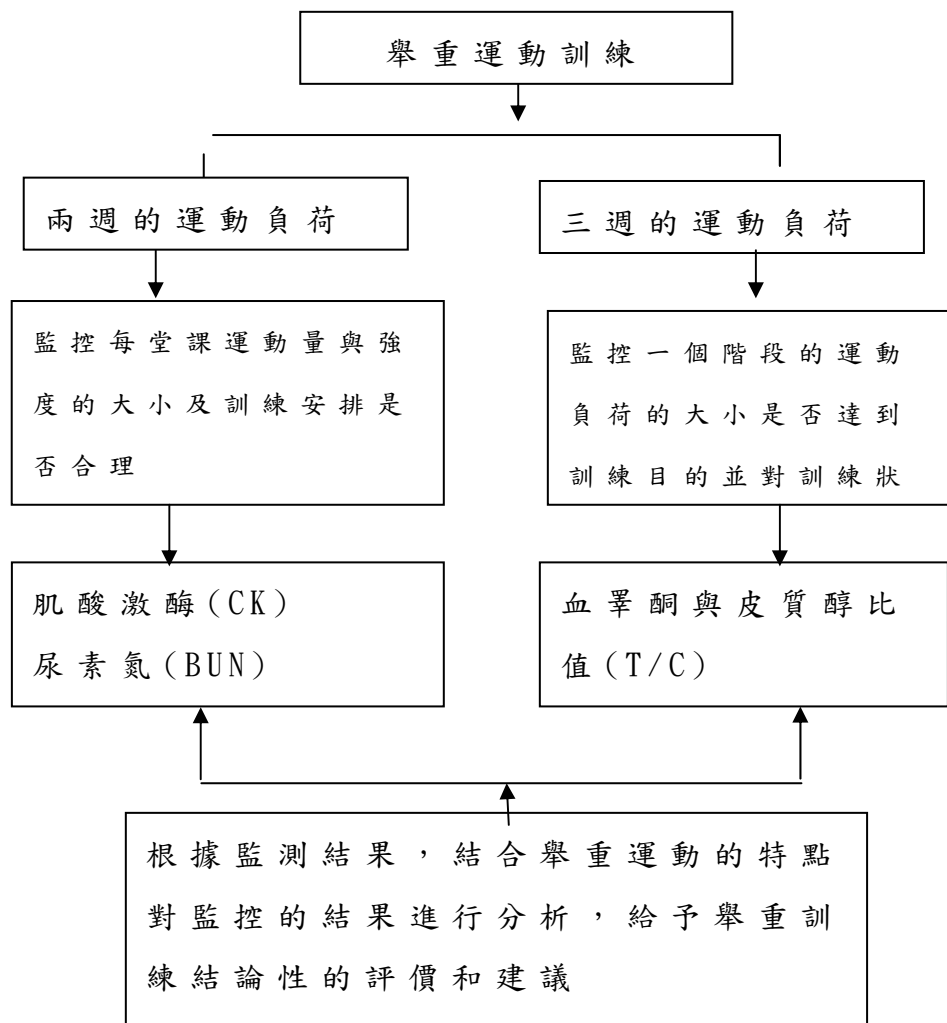 舉重運動訓練
兩週的運動負荷
三週的運動負荷
監控每堂課運動量與強
度的大小及訓練安排是
否合理
監控一個階段的運動
負荷的大小是否達到
訓練目的並對訓練狀
肌酸激酶(CK)
尿素氮(BUN)
血睪酮與皮質醇比
值(T/C)
根據監測結果，結合舉重運動的特點
對監控的結果進行分析，給予舉重訓
練結論性的評價和建議